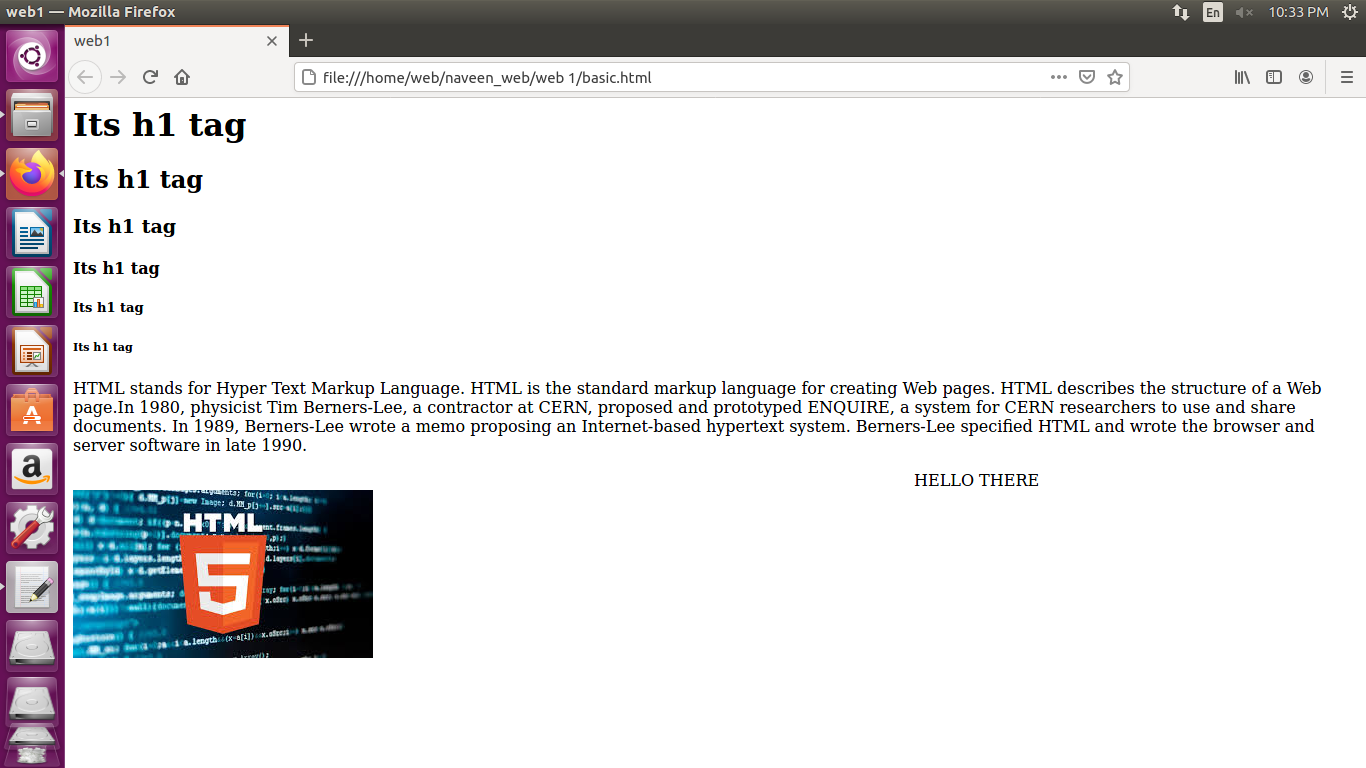 web1 — Mozilla Firefox
En
10:33 PM
web1
file:///home/web/naveen_web/web 1/basic.html
Its h1 tag
Its h1 tag
Its h1 tag
Its h1 tag
Its h1 tag
Its h1 tag
HTML stands for Hyper Text Markup Language. HTML is the standard markup language for creating Web pages. HTML describes the structure of a Web
page.In 1980, physicist Tim Berners-Lee, a contractor at CERN, proposed and prototyped ENQUIRE, a system for CERN researchers to use and share
documents. In 1989, Berners-Lee wrote a memo proposing an Internet-based hypertext system. Berners-Lee specified HTML and wrote the browser and
server software in late 1990.
HELLO THERE
HTML
5